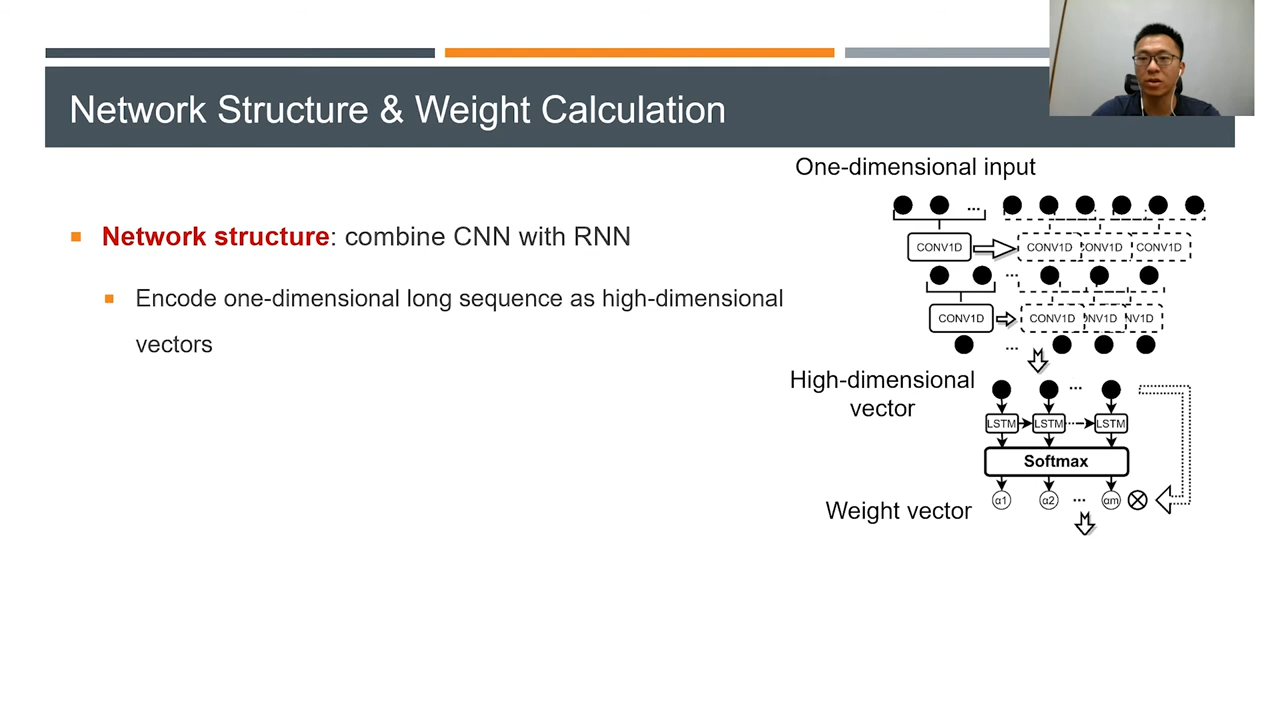 Network Structure & Weight Calculation
One-dimensional input
...
Network structure: combine CNN with RNN
CONV1D CONV1D CONV1D CONV1D
...
Encode one-dimensional long sequence as high-dimensional
vectors
CONV1D CONV1D
...
High-dimensional
vector
...
LSTM LSTM LSTM
Softmax
Weight vector
α1 α2 ... αm